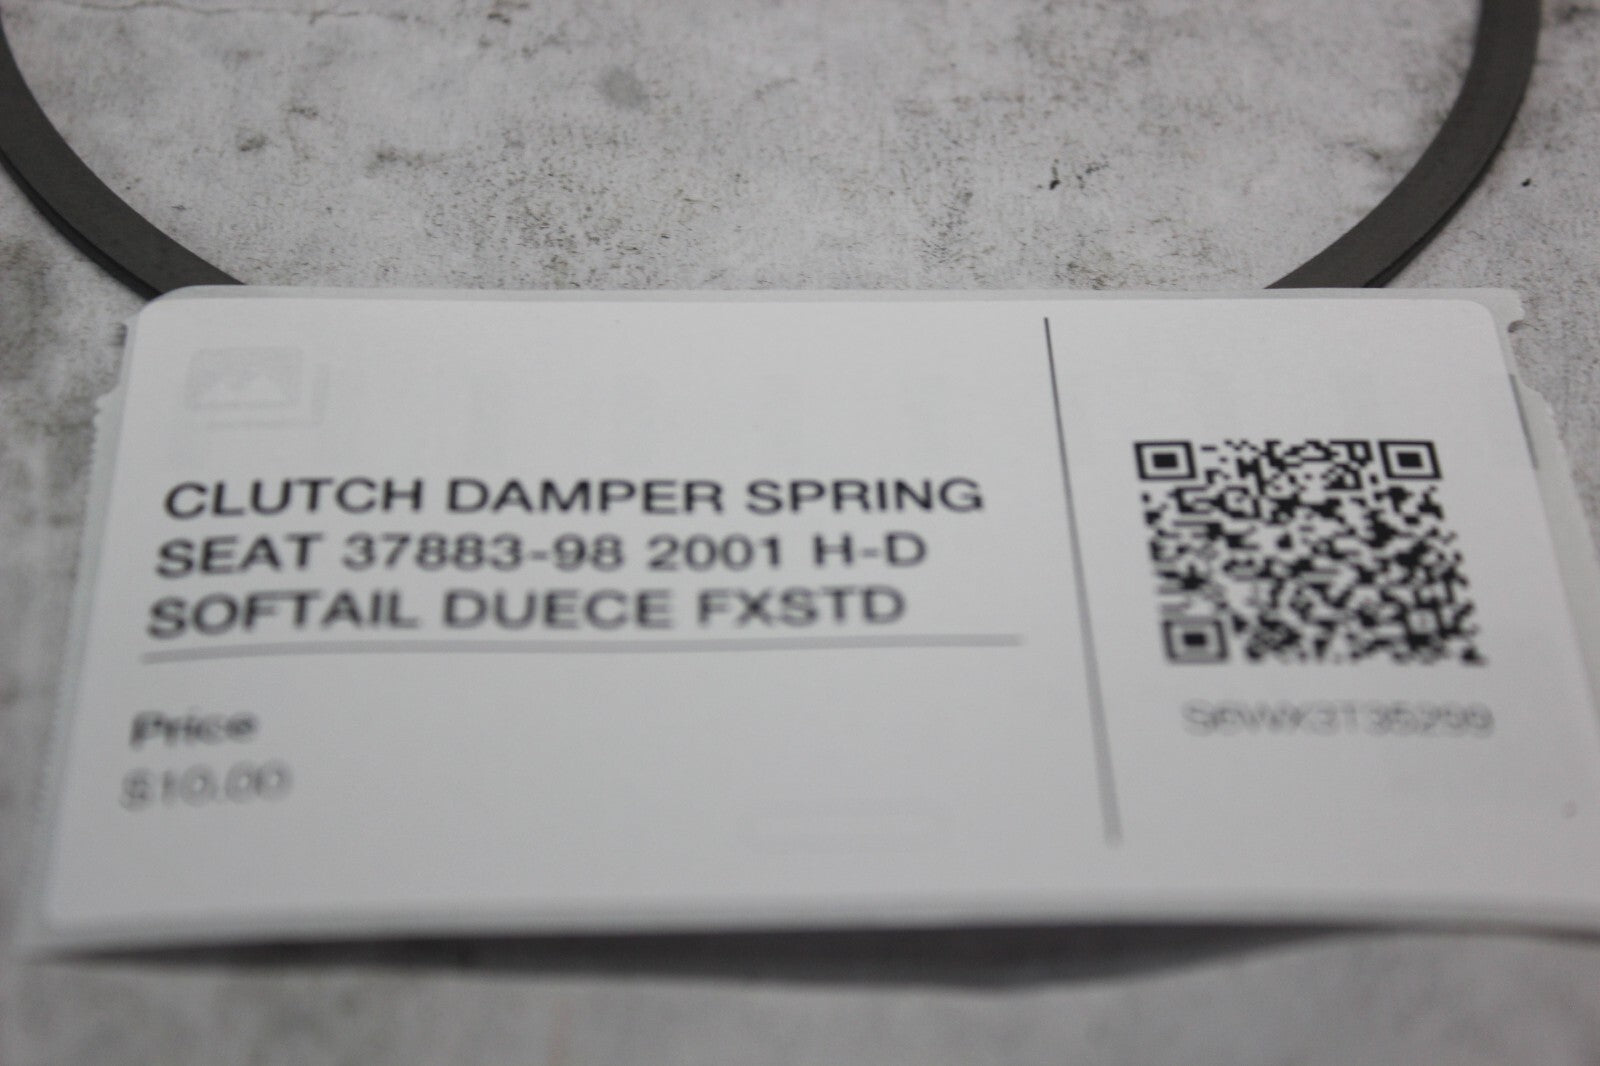 CLUTCH DAMPER SPRING
SEAT 37883-98 2001 H-D
SOFTAIL DUECE FXSTD
Price
$10.00